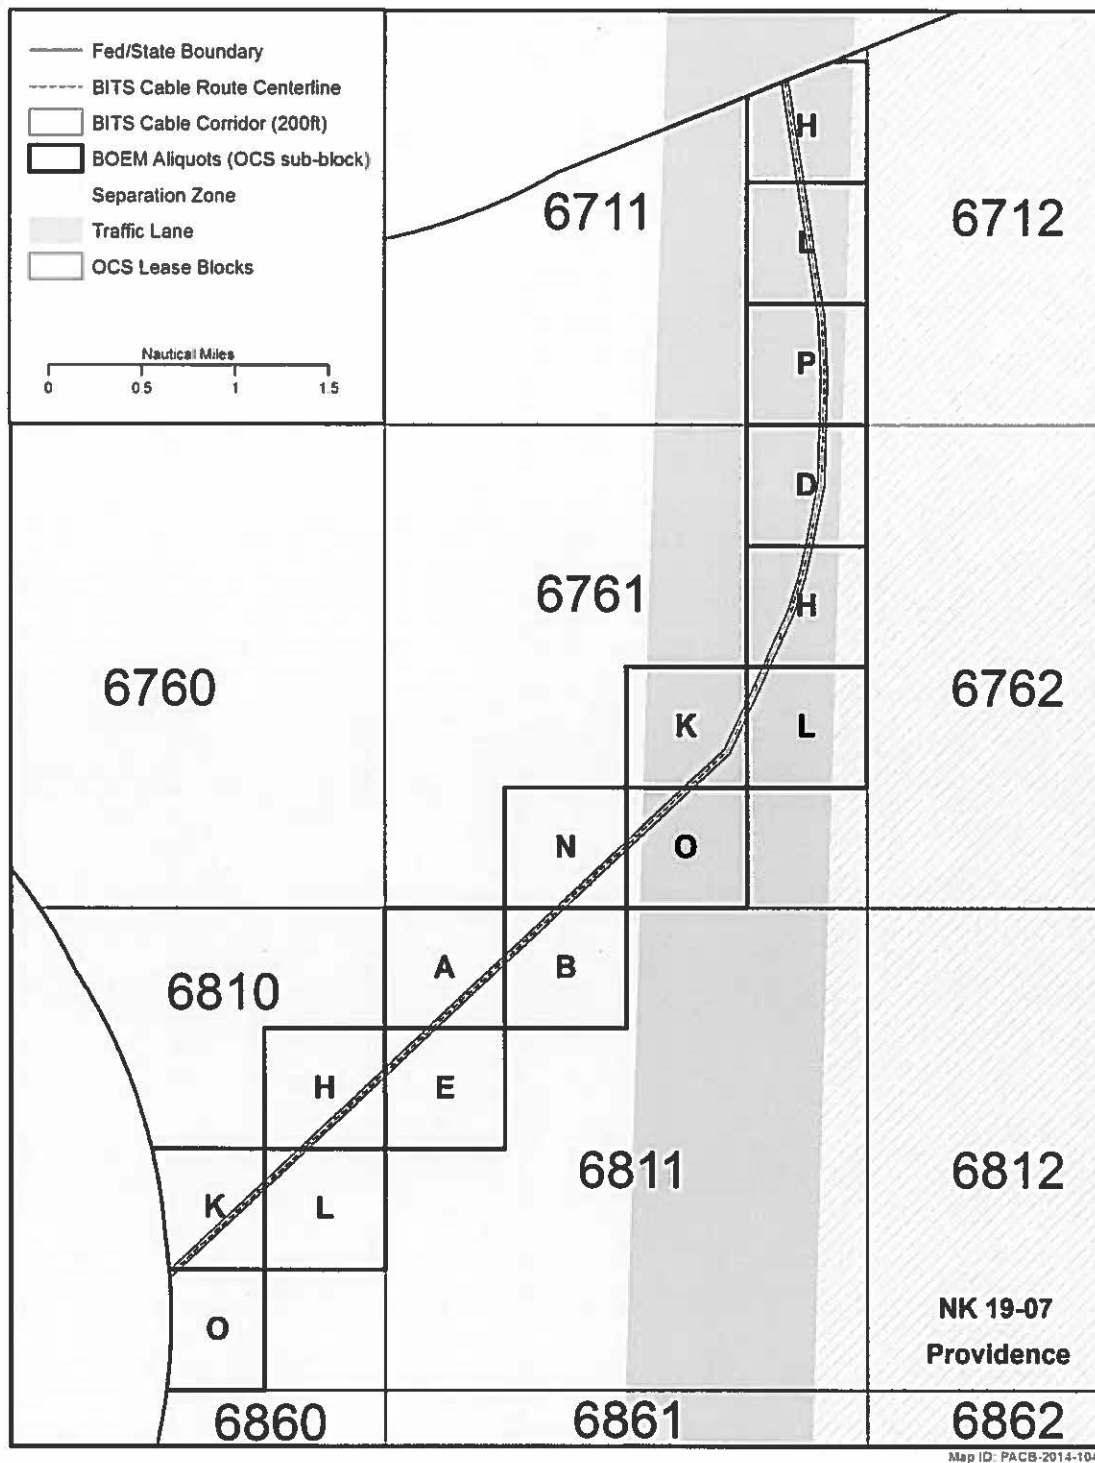 Fed/State Boundary
BITS Cable Route Centerline
BITS Cable Corridor (200ft)
BOEM Aliquots (OCS sub-block)
Separation Zone
Traffic Lane
OCS Lease Blocks
Nautical Miles
0 0.5 1 1.5
H
6711
6712
L
P
D
H
6761
6760
6762
K
L
N
O
A
B
6810
H
E
6811
6812
K
L
NK 19-07
O
Providence
6860
6861
6862